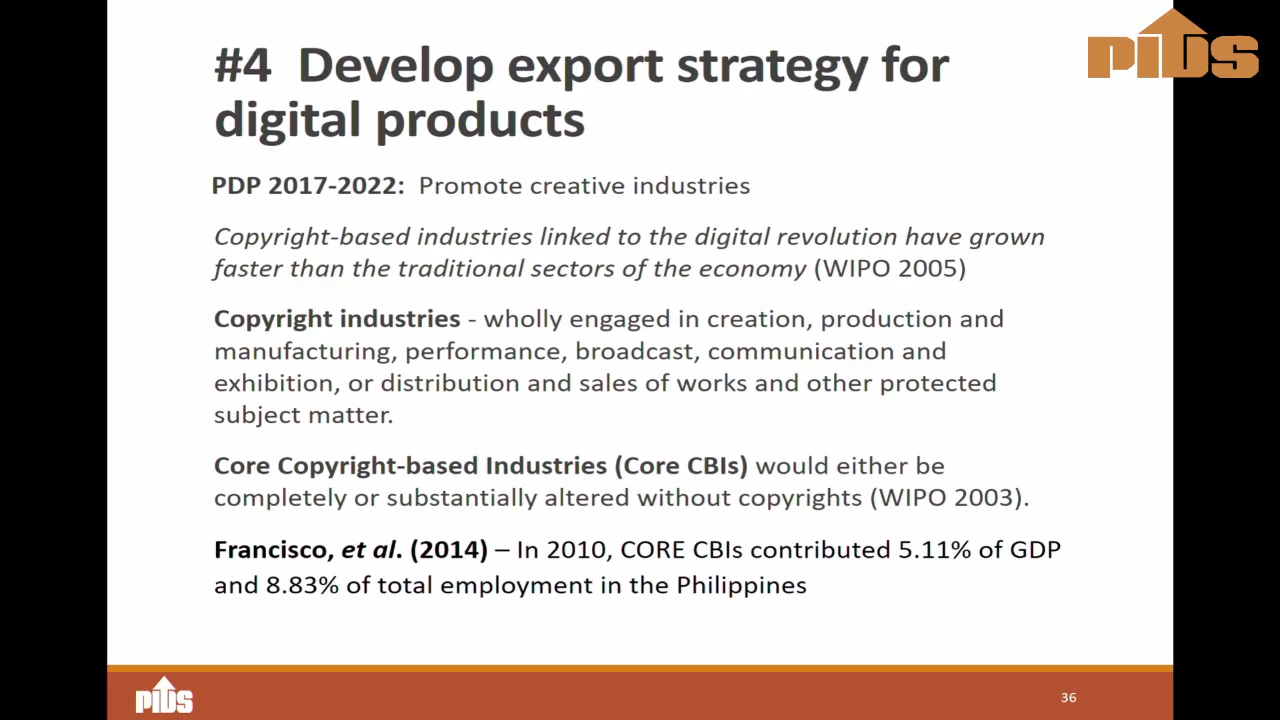 PIDS
#4 Develop export strategy for
digital products
PDP 2017-2022: Promote creative industries
Copyright-based industries linked to the digital revolution have grown
faster than the traditional sectors of the economy (WIPO 2005)
Copyright industries - wholly engaged in creation, production and
manufacturing, performance, broadcast, communication and
exhibition, or distribution and sales of works and other protected
subject matter.
Core Copyright-based Industries (Core CBIs) would either be
completely or substantially altered without copyrights (WIPO 2003).
Francisco, et al. (2014) – In 2010, CORE CBIs contributed 5.11% of GDP
and 8.83% of total employment in the Philippines
PIDS
36